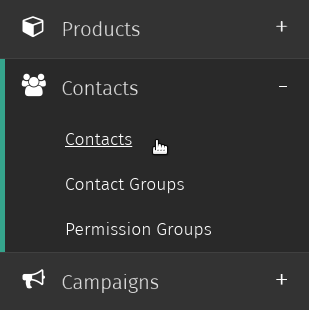 Products +
Contacts −
Contacts
Contact Groups
Permission Groups
Campaigns +